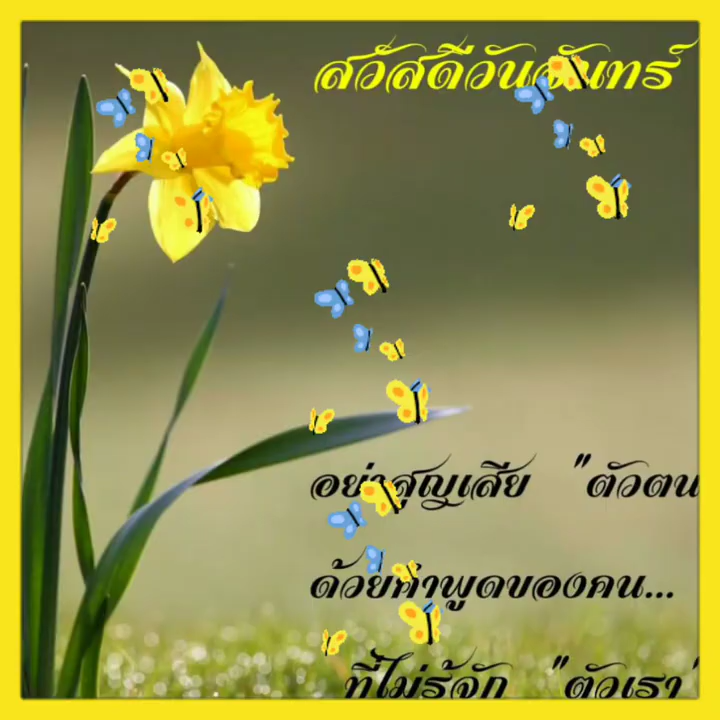 สวัสดีวันจันทร์
อย่าสูญเสีย "ตัวตน
ด้วยคำพูดของคน...
ที่ไม่รู้จัก "ตัวเรา"